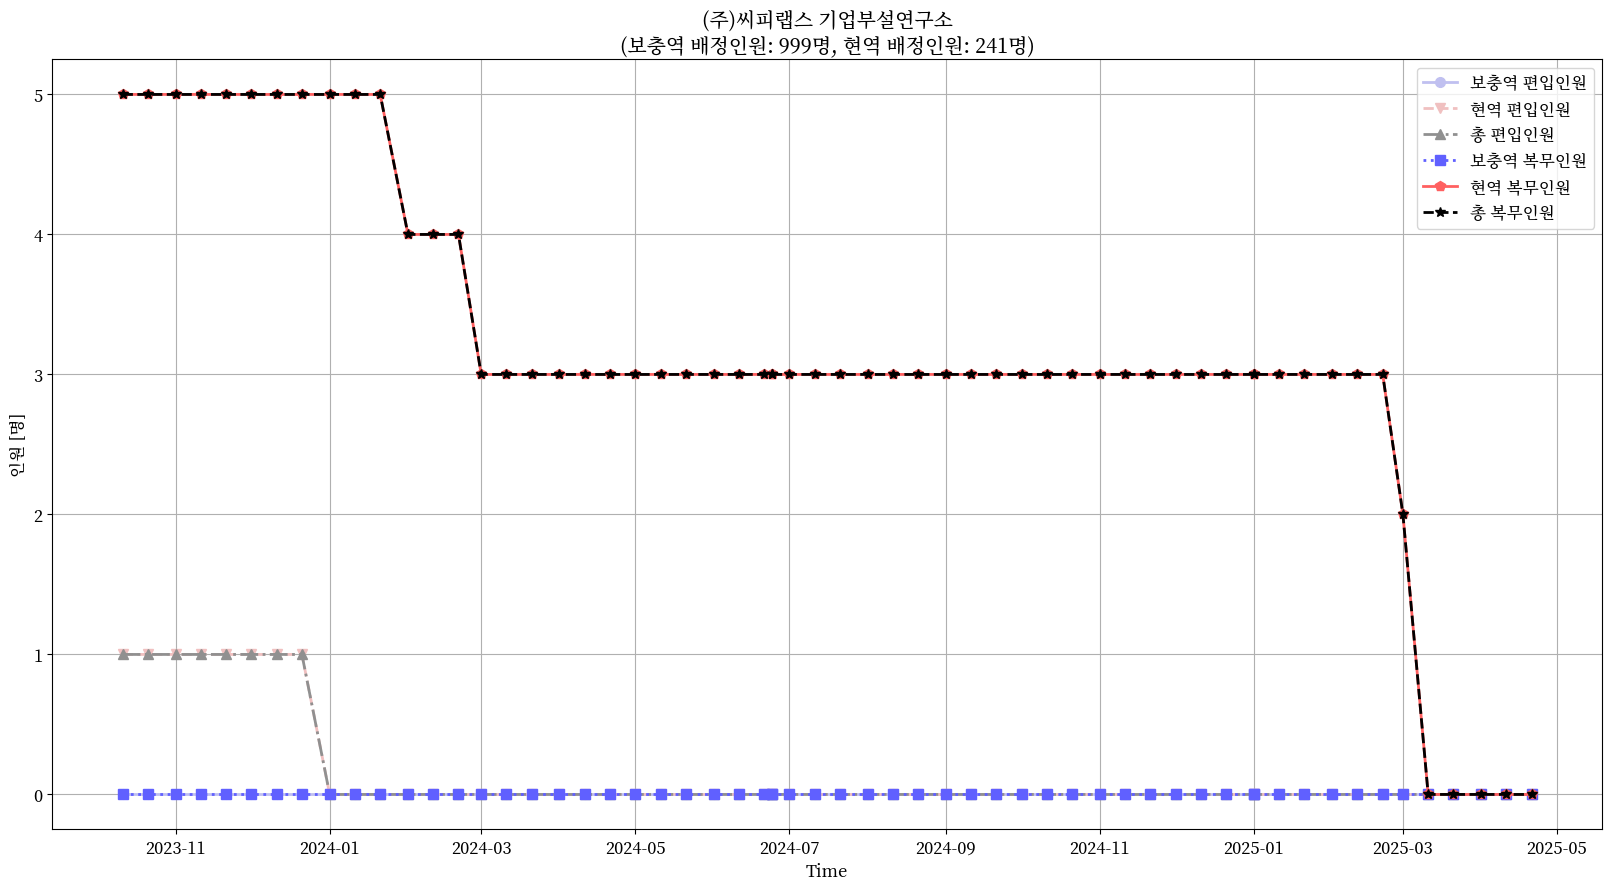 (주)씨피랩스 기업부설연구소
(보충역 배정인원: 999명, 현역 배정인원: 241명)
보충역 편입인원
현역 편입인원
총 편입인원
보충역 복무인원
현역 복무인원
총 복무인원
인원 [명]
5
4
3
2
1
0
2023-11
2024-01
2024-03
2024-05
2024-07
2024-09
2024-11
2025-01
2025-03
2025-05
Time